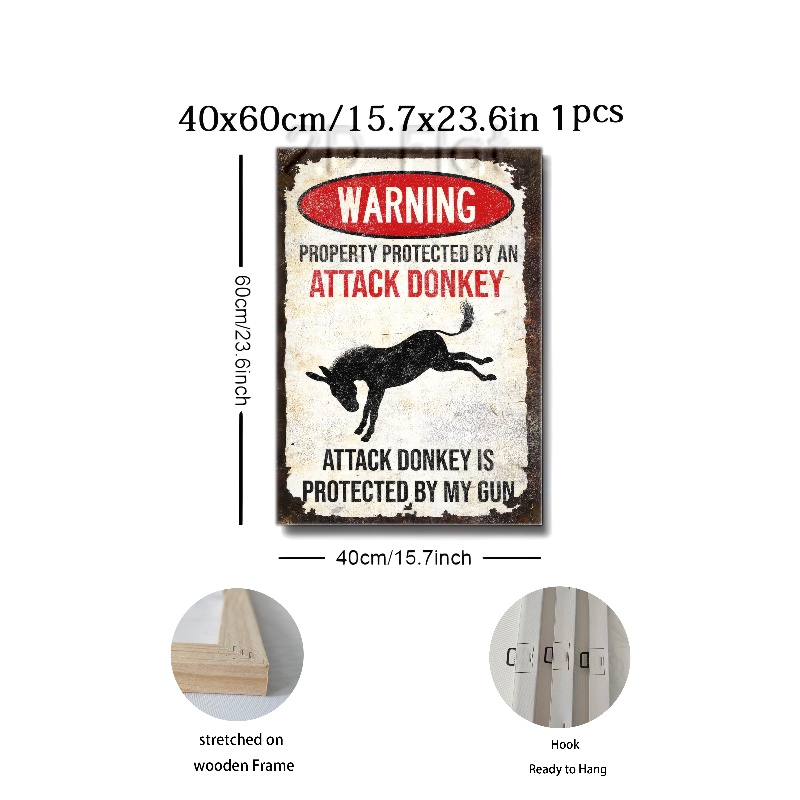 40x60cm/15.7x23.6in 1pcs
WARNING
PROPERTY PROTECTED BY AN
ATTACK DONKEY
ATTACK DONKEY IS
PROTECTED BY MY GUN
60cm/23.6inch
40cm/15.7inch
stretched on
wooden Frame
Hook
Ready to Hang